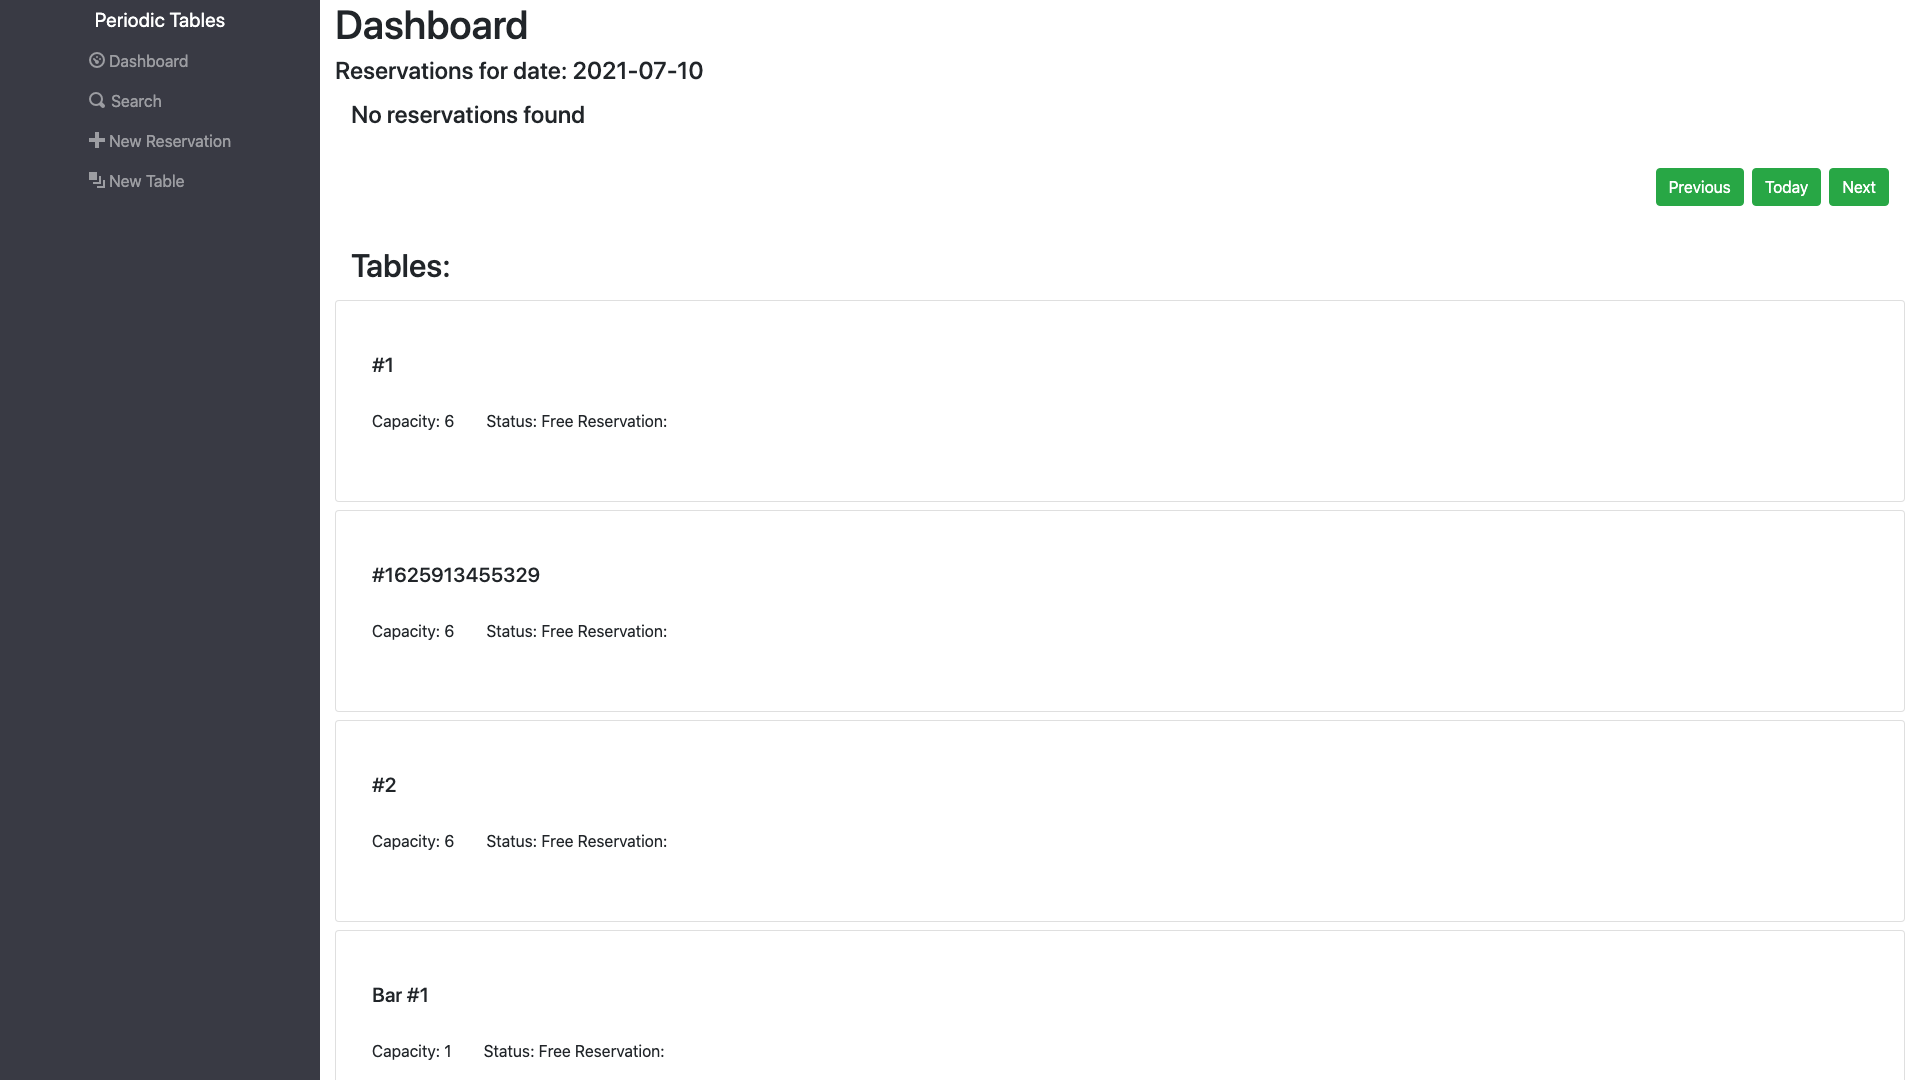 Periodic Tables
Dashboard
Search
New Reservation
New Table
Dashboard
Reservations for date: 2021-07-10
No reservations found
Previous Today Next
Tables:
#1
Capacity: 6 Status: Free Reservation:
#1625913455329
Capacity: 6 Status: Free Reservation:
#2
Capacity: 6 Status: Free Reservation:
Bar #1
Capacity: 1 Status: Free Reservation: